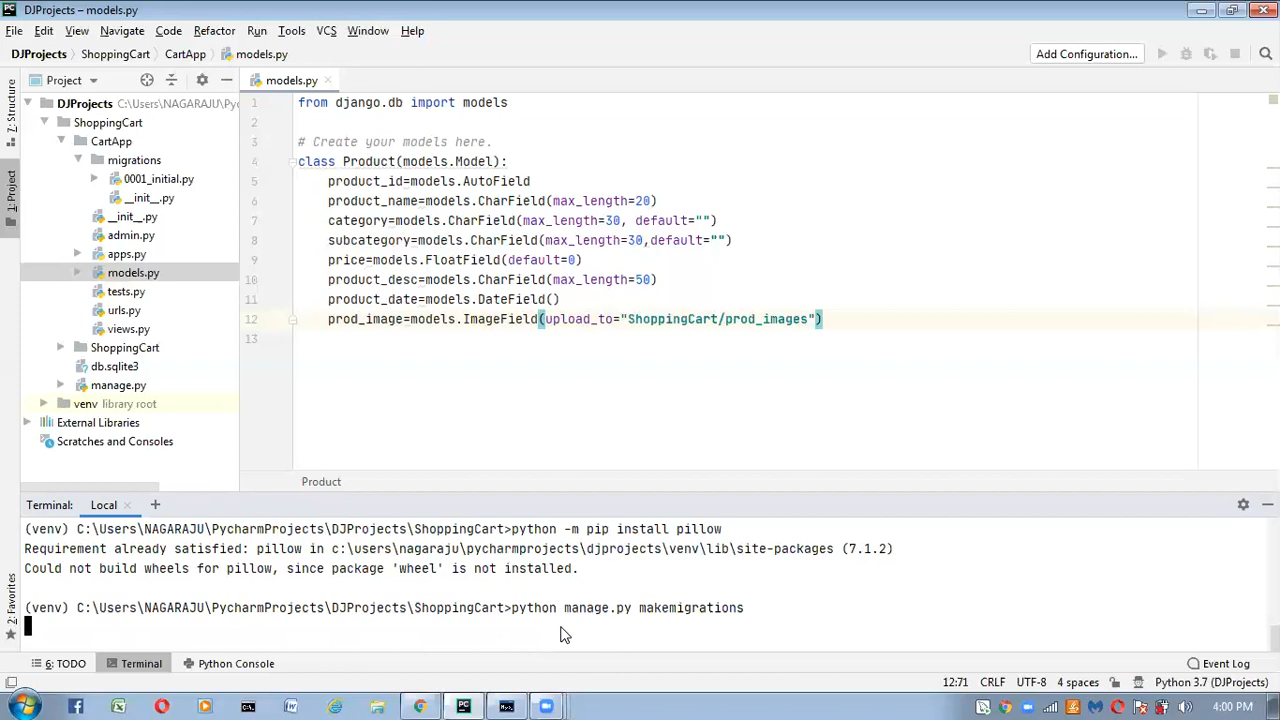 DJProjects – models.py
File Edit View Navigate Code Refactor Run Tools VCS Window Help
DJProjects ShoppingCart CartApp models.py
Add Configuration...
Project
models.py
Z: Structure
1: Project
2: Favorites
DJProjects C:\Users\NAGARAJU\Pyc
ShoppingCart
CartApp
migrations
0001_initial.py
__init__.py
__init__.py
admin.py
apps.py
models.py
tests.py
urls.py
views.py
ShoppingCart
db.sqlite3
manage.py
venv library root
External Libraries
Scratches and Consoles
1 from django.db import models
2
3 # Create your models here.
4 class Product(models.Model):
5 product_id=models.AutoField
6 product_name=models.CharField(max_length=20)
7 category=models.CharField(max_length=30, default="")
8 subcategory=models.CharField(max_length=30,default="")
9 price=models.FloatField(default=0)
10 product_desc=models.CharField(max_length=50)
11 product_date=models.DateField()
12 prod_image=models.ImageField(upload_to="ShoppingCart/prod_images")
13
Product
Terminal: Local
(venv) C:\Users\NAGARAJU\PycharmProjects\DJProjects\ShoppingCart>python -m pip install pillow
Requirement already satisfied: pillow in c:\users\nagaraju\pycharmprojects\djprojects\venv\lib\site-packages (7.1.2)
Could not build wheels for pillow, since package 'wheel' is not installed.
(venv) C:\Users\NAGARAJU\PycharmProjects\DJProjects\ShoppingCart>python manage.py makemigrations
6: TODO Terminal Python Console Event Log
12:71 CRLF UTF-8 4 spaces Python 3.7 (DJProjects)
4:00 PM